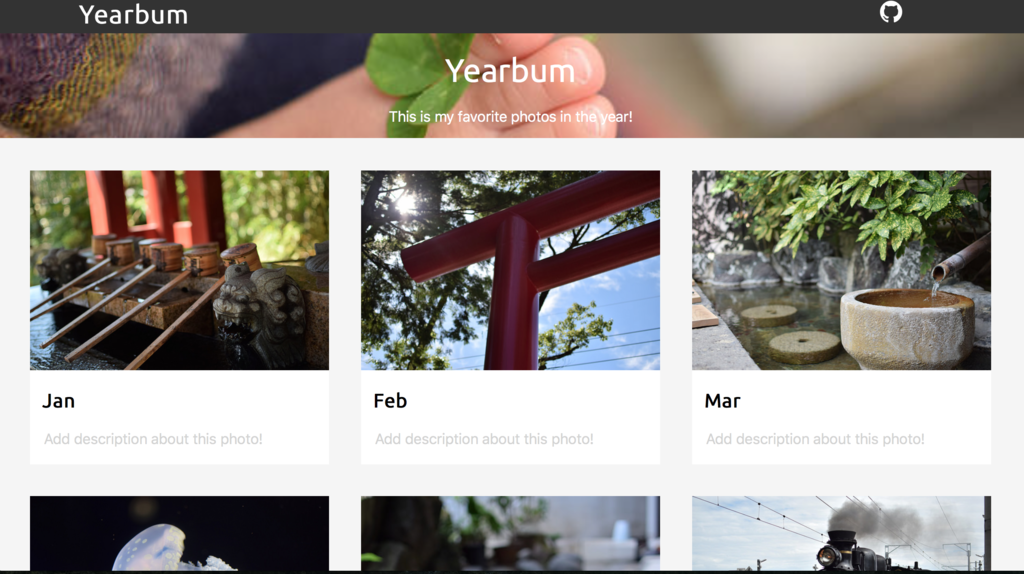 Yearbum
Yearbum
This is my favorite photos in the year!
Jan
Feb
Mar
Add description about this photo!
Add description about this photo!
Add description about this photo!